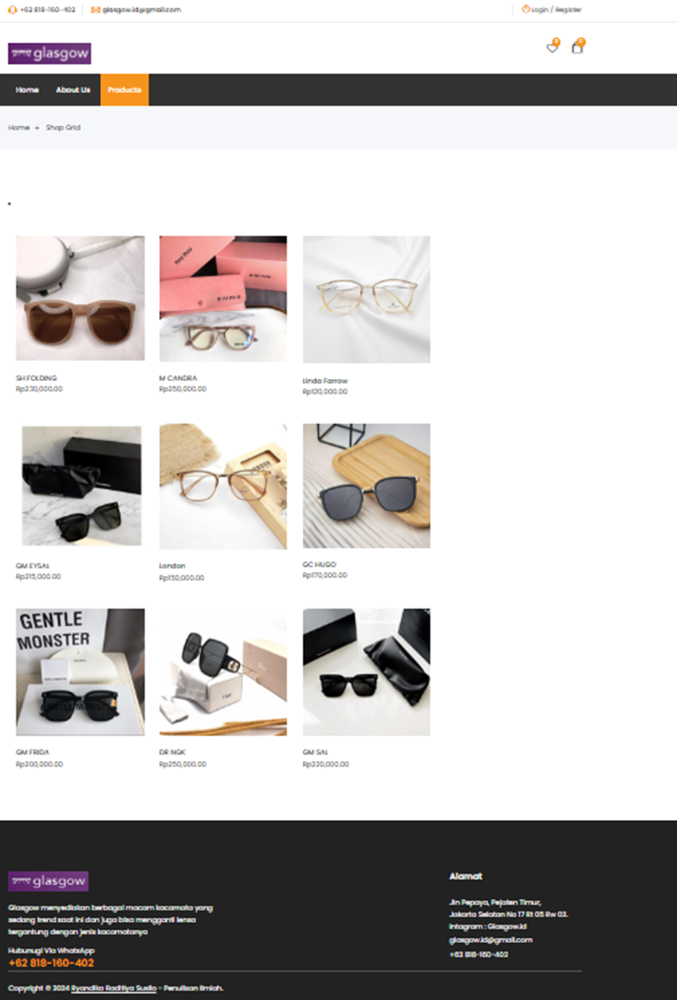 +62 818-160-402 glasgow.id@gmail.com Login / Register
glasgow
Home About Us Products
Home Shop Grid
SH FOLDING
Rp230,000.00
M CANDRA
Rp250,000.00
Linda Farrow
Rp120,000.00
GM EYSAL
Rp215,000.00
London
Rp150,000.00
GC HUGO
Rp170,000.00
GENTLE
MONSTER
GM FRIDA
Rp200,000.00
DR NGK
Rp250,000.00
GM SAL
Rp220,000.00
glasgow
Glasgow menyediakan berbagai macam kacamata yang
sedang trend saat ini dan juga bisa mengganti lensa
tergantung dengan jenis kacamatanya
Hubunugi Via WhatsApp
+62 818-160-402
Alamat
Jln Pepaya, Pejaten Timur,
Jakarta Selatan No 17 Rt 05 Rw 03.
Intagram : Glasgow.id
glasgow.id@gmail.com
+62 818-160-402
Copyright © 2024 Ryandika Raditiya Susilo - Penulisan Ilmiah.